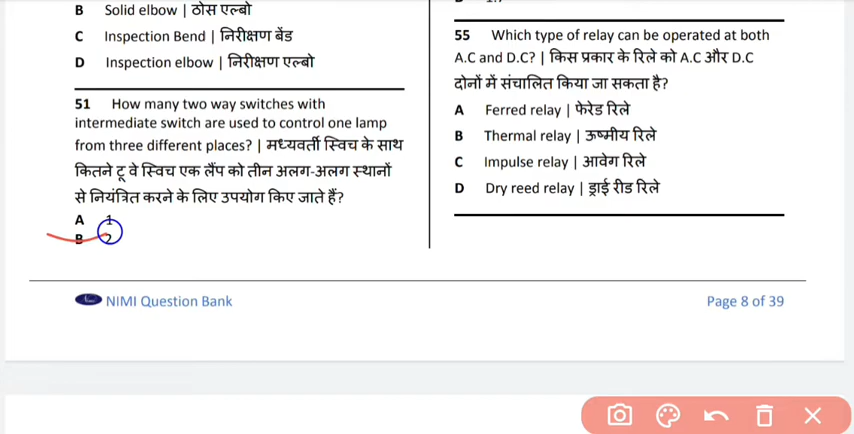 B Solid elbow | ठोस एल्बो
C Inspection Bend | निरीक्षण बेंड
D Inspection elbow | निरीक्षण एल्बो
51 How many two way switches with
intermediate switch are used to control one lamp
from three different places? | मध्यवर्ती स्विच के साथ
कितने टू वे स्विच एक लैंप को तीन अलग-अलग स्थानों
से नियंत्रित करने के लिए उपयोग किए जाते हैं?
A 1
B 2
55 Which type of relay can be operated at both
A.C and D.C? | किस प्रकार के रिले को A.C और D.C
दोनों में संचालित किया जा सकता है?
A Ferred relay | फेरेड रिले
B Thermal relay | ऊष्मीय रिले
C Impulse relay | आवेग रिले
D Dry reed relay | ड्राई रीड रिले
NIMI Question Bank
Page 8 of 39